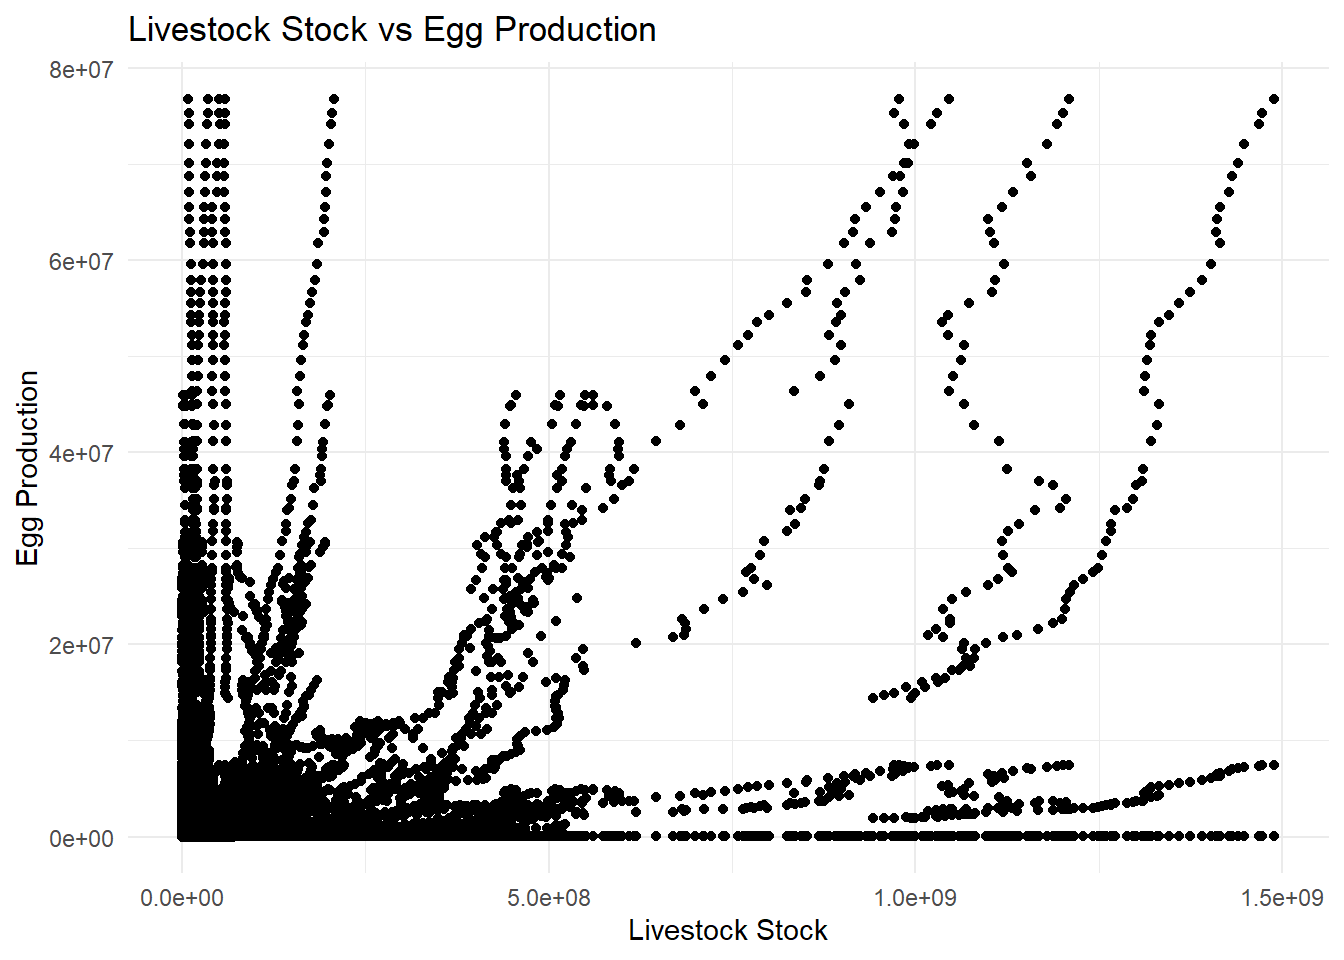 Livestock Stock vs Egg Production
8e+07
6e+07
4e+07
2e+07
0e+00
Egg Production
0.0e+00 5.0e+08 1.0e+09 1.5e+09
Livestock Stock